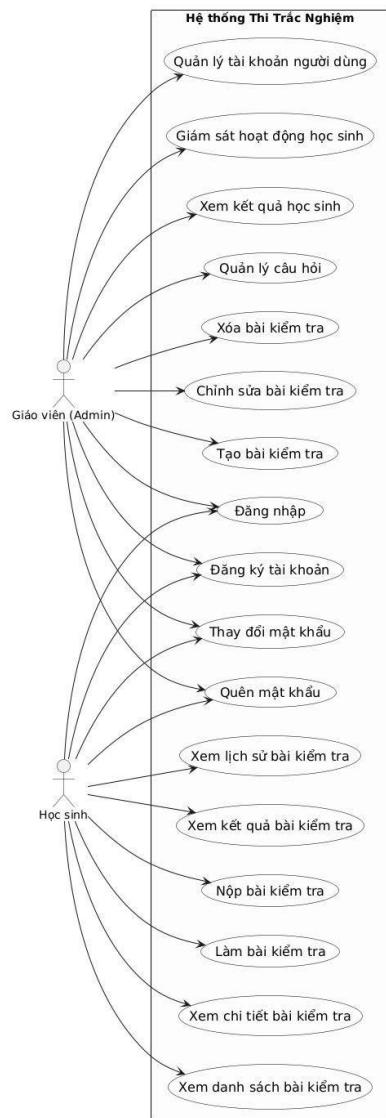 Hệ thống Thi Trắc Nghiệm
Quản lý tài khoản người dùng
Giám sát hoạt động học sinh
Xem kết quả học sinh
Quản lý câu hỏi
Xóa bài kiểm tra
Chỉnh sửa bài kiểm tra
Giáo viên (Admin)
Tạo bài kiểm tra
Đăng nhập
Đăng ký tài khoản
Thay đổi mật khẩu
Quên mật khẩu
Xem lịch sử bài kiểm tra
Học sinh
Xem kết quả bài kiểm tra
Nộp bài kiểm tra
Làm bài kiểm tra
Xem chi tiết bài kiểm tra
Xem danh sách bài kiểm tra